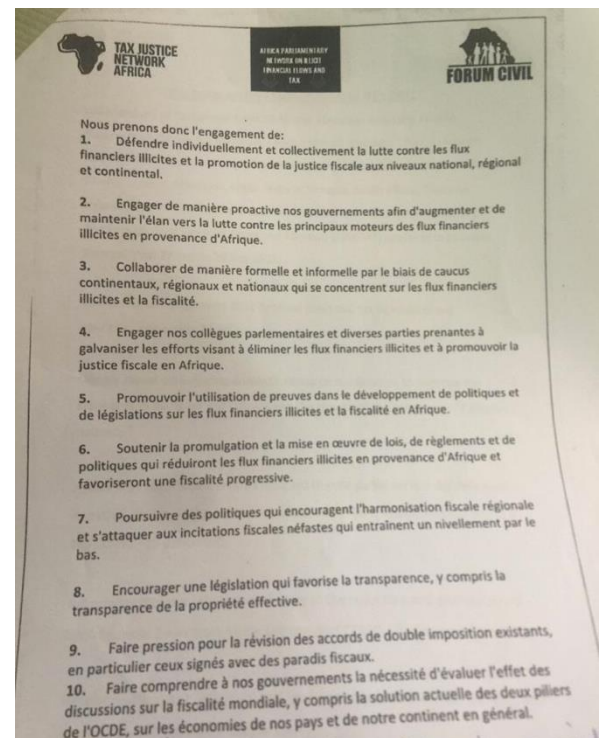 TAX JUSTICE
NETWORK
AFRICA
AFRICA PARLIAMENTARY
NETWORK ON ILLICIT
FINANCIAL FLOWS AND
TAX
FORUM CIVIL
Nous prenons donc l'engagement de:
1. Défendre individuellement et collectivement la lutte contre les flux
financiers illicites et la promotion de la justice fiscale aux niveaux national, régional
et continental.
2. Engager de manière proactive nos gouvernements afin d'augmenter et de
maintenir l'élan vers la lutte contre les principaux moteurs des flux financiers
illicites en provenance d'Afrique.
3. Collaborer de manière formelle et informelle par le biais de caucus
continentaux, régionaux et nationaux qui se concentrent sur les flux financiers
illicites et la fiscalité.
4. Engager nos collègues parlementaires et diverses parties prenantes à
galvaniser les efforts visant à éliminer les flux financiers illicites et à promouvoir la
justice fiscale en Afrique.
5. Promouvoir l'utilisation de preuves dans le développement de politiques et
de législations sur les flux financiers illicites et la fiscalité en Afrique.
6. Soutenir la promulgation et la mise en œuvre de lois, de règlements et de
politiques qui réduiront les flux financiers illicites en provenance d'Afrique et
favoriseront une fiscalité progressive.
7. Poursuivre des politiques qui encouragent l'harmonisation fiscale régionale
et s'attaquer aux incitations fiscales néfastes qui entraînent un nivellement par le
bas.
8. Encourager une législation qui favorise la transparence, y compris la
transparence de la propriété effective.
9. Faire pression pour la révision des accords de double imposition existants,
en particulier ceux signés avec des paradis fiscaux.
10. Faire comprendre à nos gouvernements la nécessité d'évaluer l'effet des
discussions sur la fiscalité mondiale, y compris la solution actuelle des deux piliers
de l'OCDE, sur les économies de nos pays et de notre continent en général.